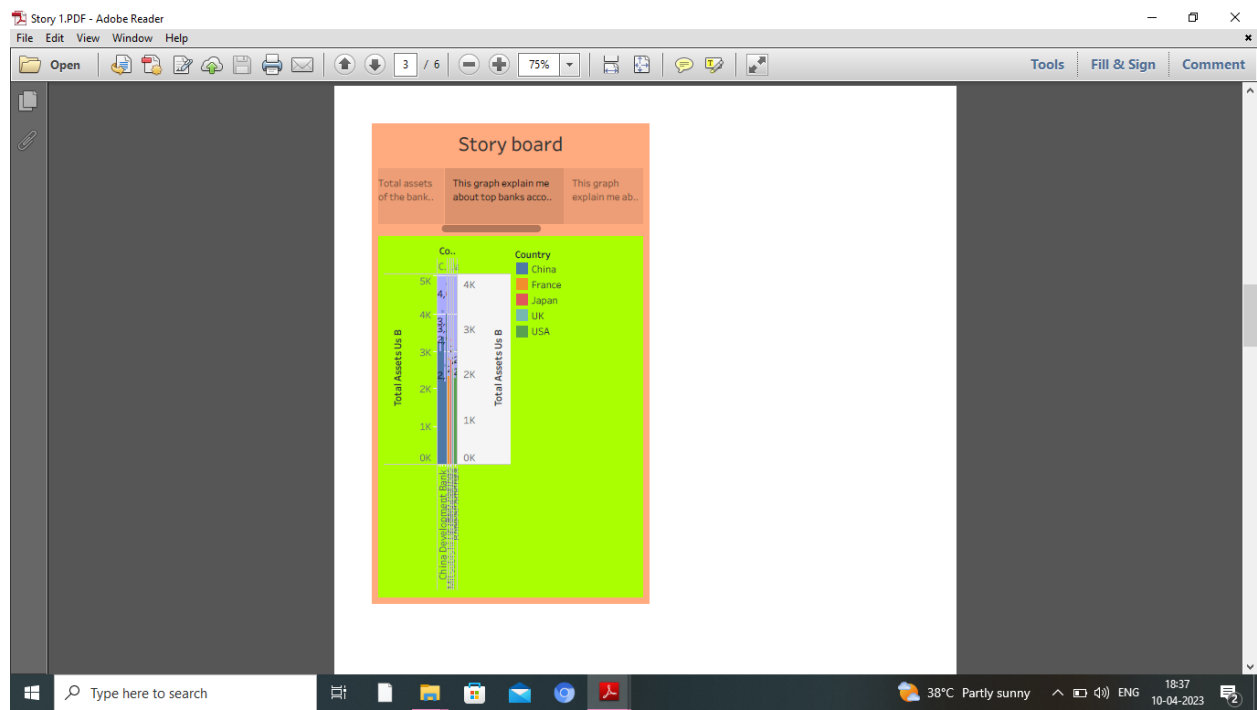 Story 1.PDF - Adobe Reader
File Edit View Window Help
Open 3 / 6 75% Tools Fill & Sign Comment
Story board
Total assets of the bank..
This graph explain me about top banks acco..
This graph explain me ab..
Co..
C.
Country
China
France
Japan
UK
USA
Total Assets Us B
5K
4K
3K
2K
1K
0K
4K
3K
2K
1K
0K
Total Assets Us B
China Development Bank
Type here to search
38°C Partly sunny
ENG
18:37
10-04-2023
2